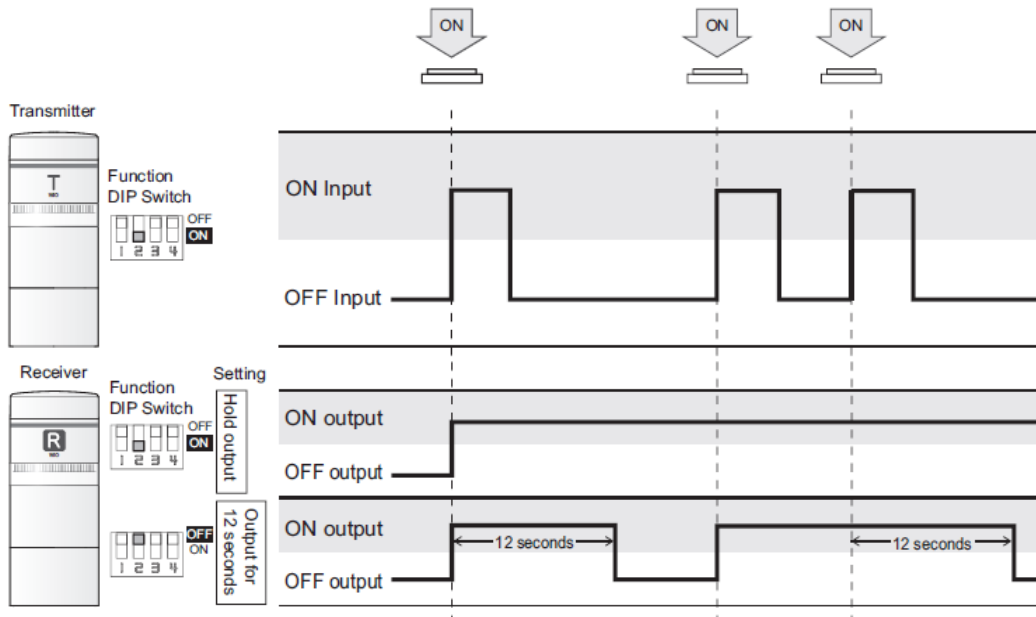 ON
ON
ON
Transmitter
T
NIO
Function
DIP Switch
OFF
ON
1 2 3 4
ON Input
OFF Input
Receiver
R
NIO
Function
DIP Switch
Setting
OFF
ON
1 2 3 4
Hold output
ON output
OFF output
OFF
ON
1 2 3 4
Output for
12 seconds
ON output
12 seconds
12 seconds
OFF output